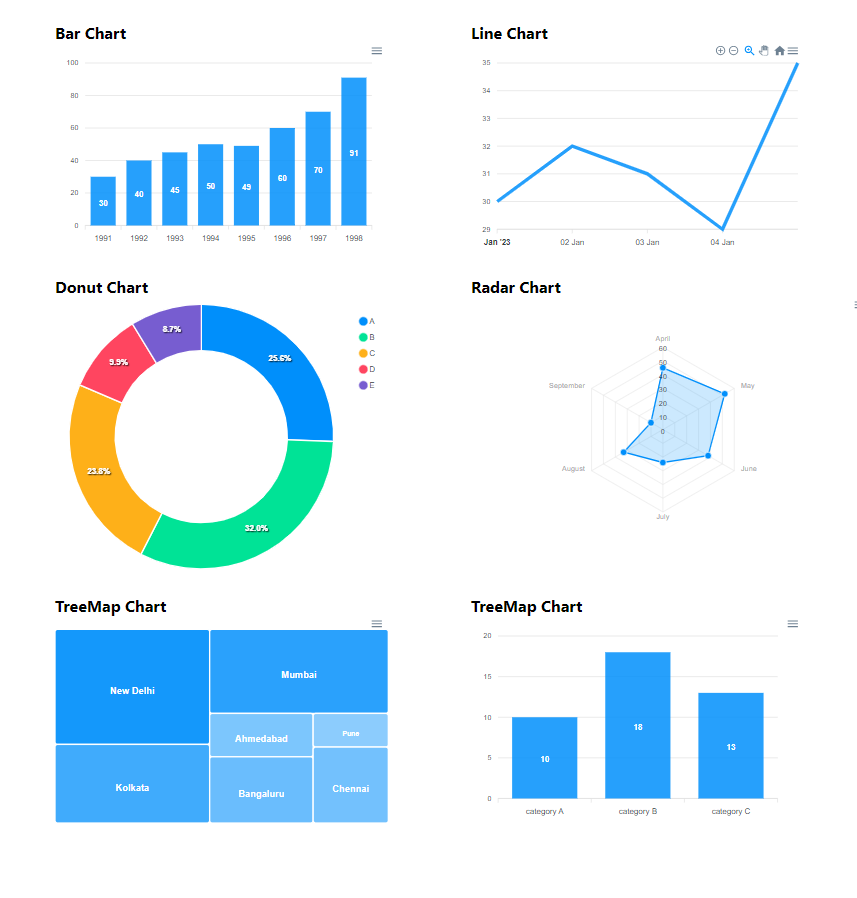 Bar Chart
100
80
60
40
20
0
30
40
45
50
49
60
70
91
1991
1992
1993
1994
1995
1996
1997
1998
Line Chart
35
34
33
32
31
30
29
Jan '23
02 Jan
03 Jan
04 Jan
Donut Chart
25.6%
32.0%
23.8%
9.9%
8.7%
A
B
C
D
E
Radar Chart
April
May
June
July
August
September
60
50
40
30
20
10
0
TreeMap Chart
New Delhi
Mumbai
Kolkata
Ahmedabad
Pune
Bangaluru
Chennai
TreeMap Chart
20
15
10
5
0
10
18
13
category A
category B
category C